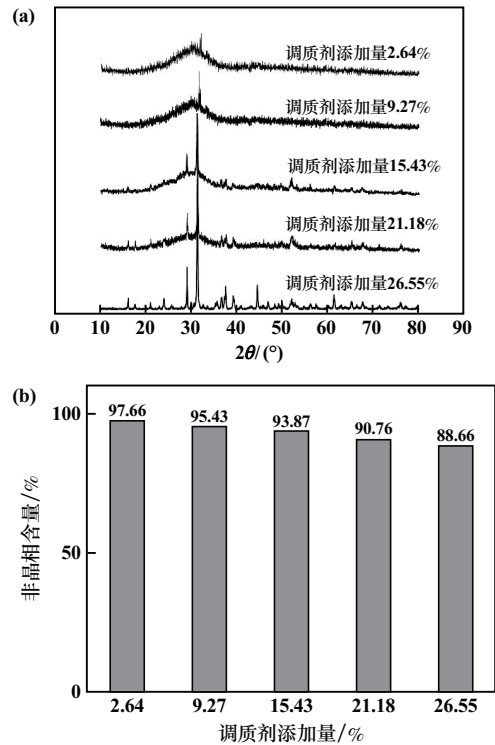 (a)
调质剂添加量2.64%
调质剂添加量9.27%
调质剂添加量15.43%
调质剂添加量21.18%
调质剂添加量26.55%
0 10 20 30 40 50 60 70 80 90
2θ/(°)
(b)
100
50
0
97.66 95.43 93.87 90.76 88.66
非晶相含量/%
2.64 9.27 15.43 21.18 26.55
调质剂添加量/%